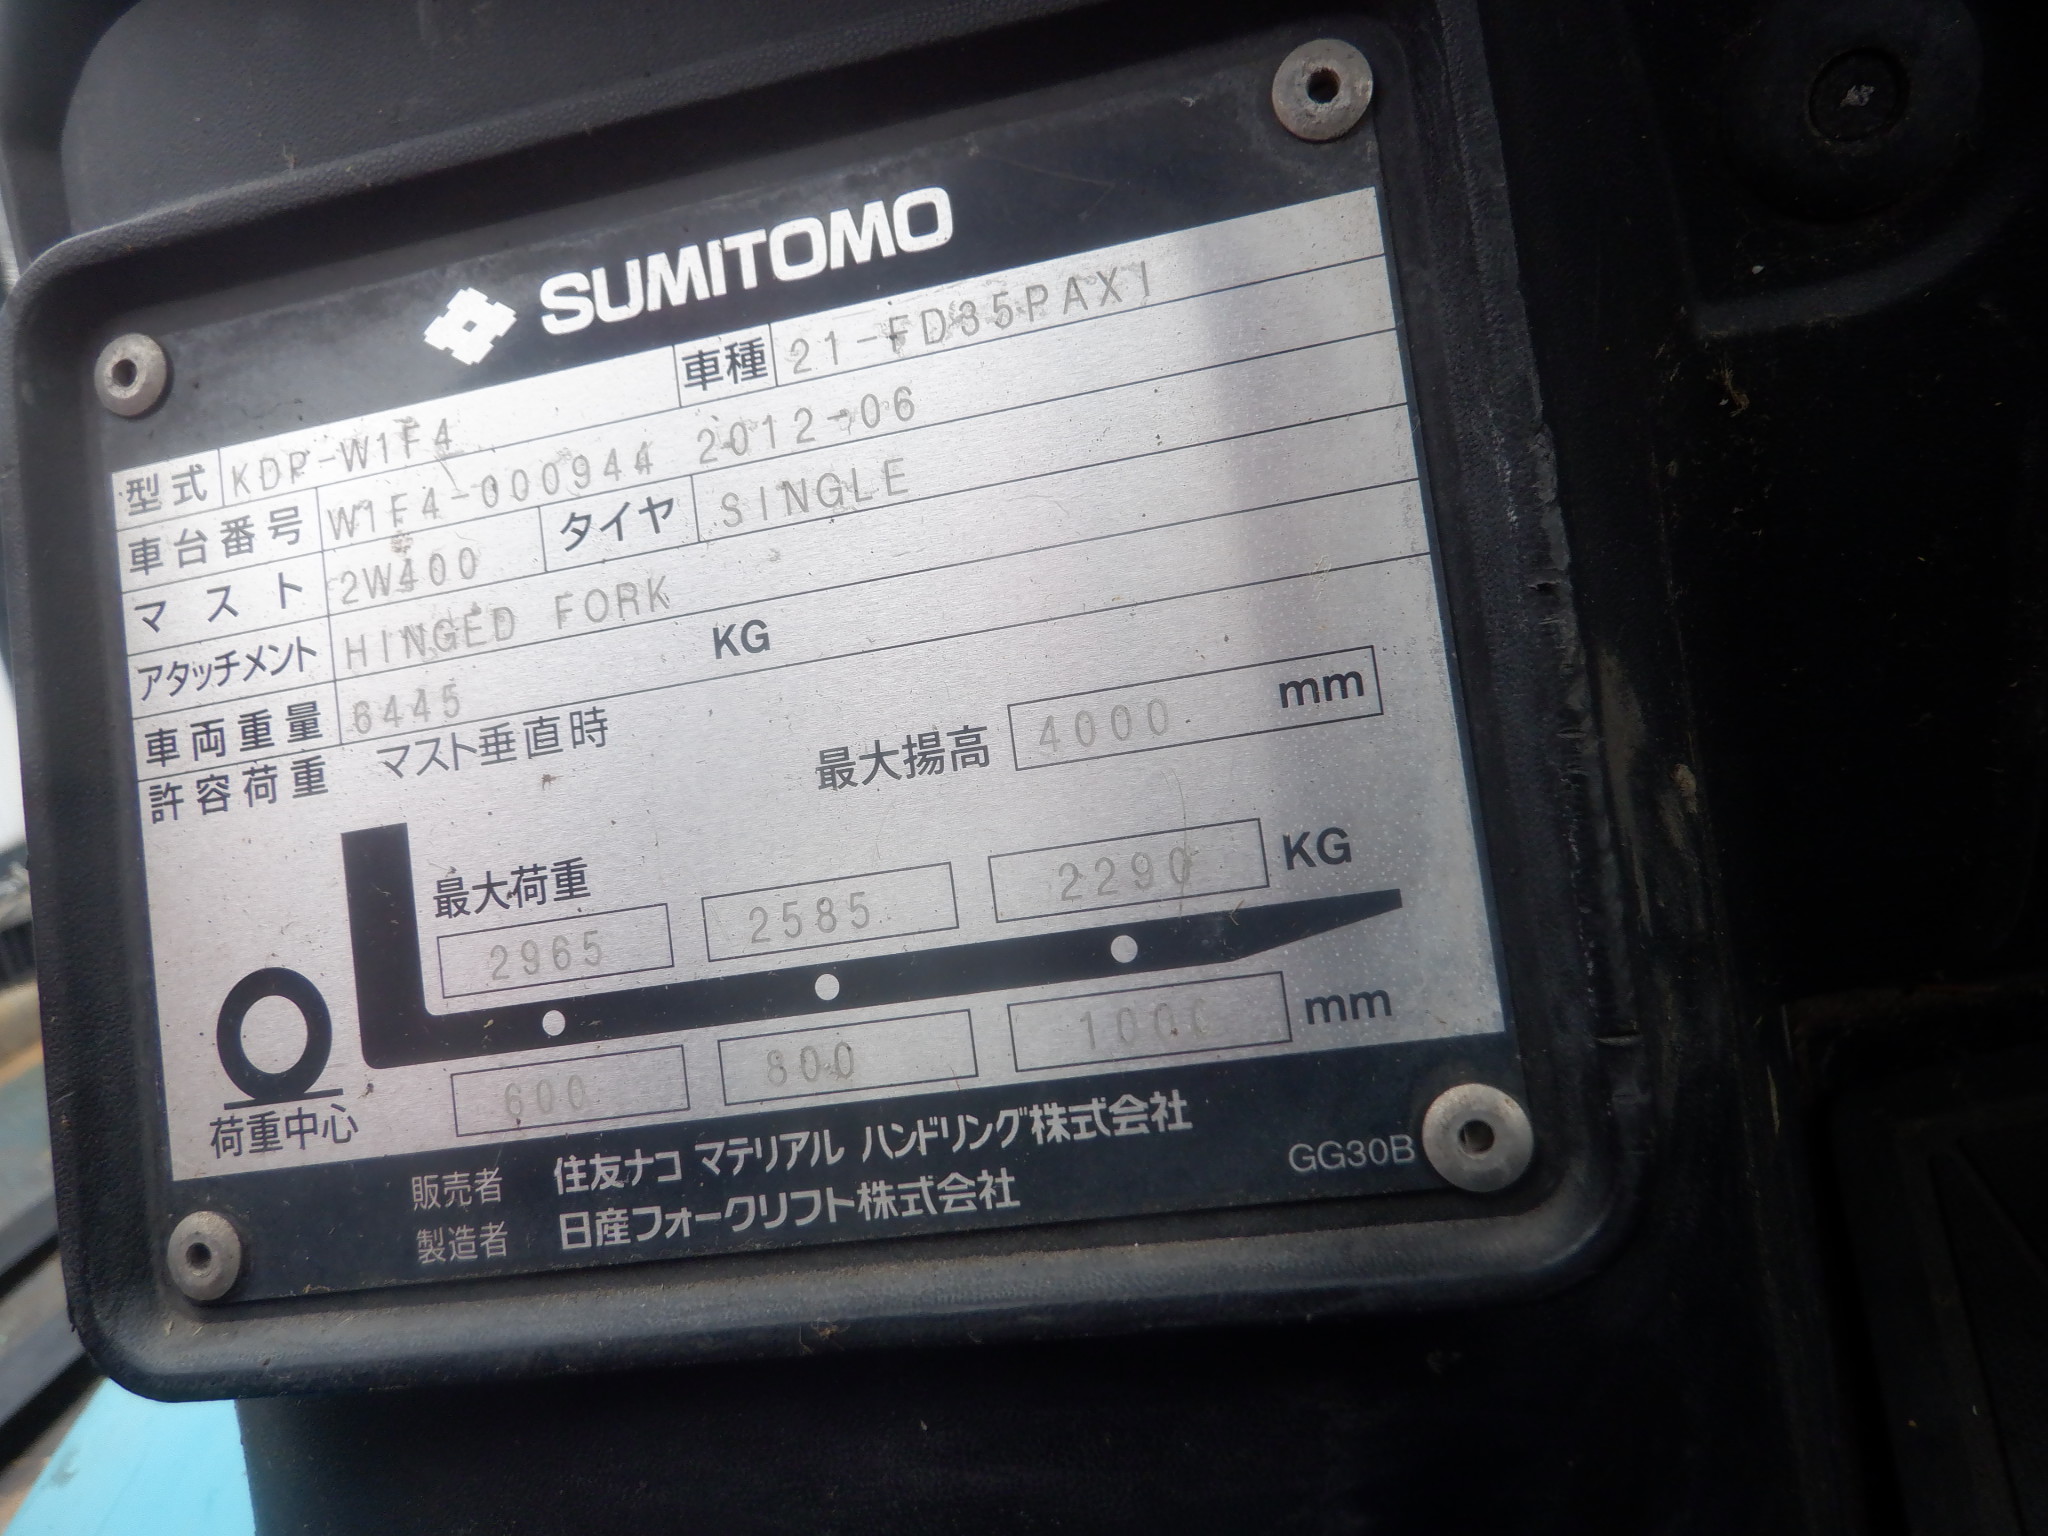 SUMITOMO
型式 KDP-W1F4 車種 21-FD35PAX1
車台番号 W1F4-000944 2012-06
マスト 2W400 タイヤ SINGLE
アタッチメント HINGED FORK
車両重量 6445 KG
許容荷重 マスト垂直時
最大揚高 4000 mm
最大荷重
2965 2585 2290 KG
600 800 1000 mm
荷重中心
販売者 住友ナコ マテリアル ハンドリング株式会社
製造者 日産フォークリフト株式会社
GG30B